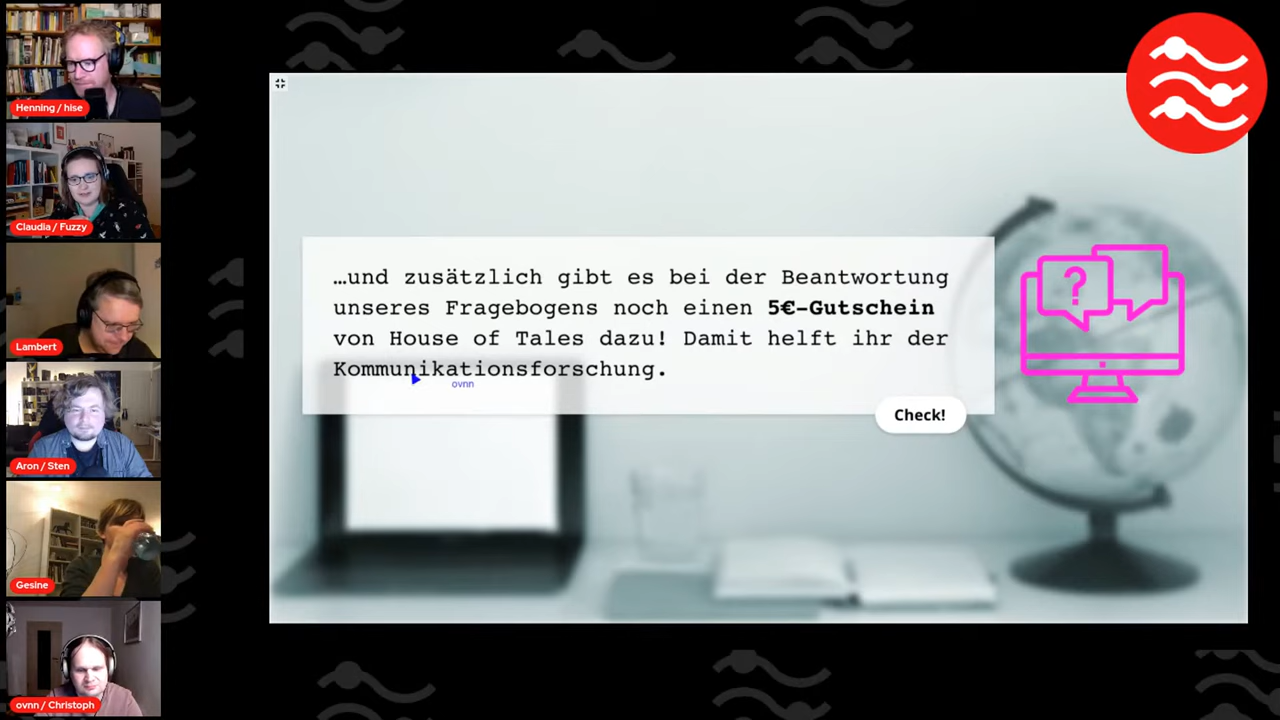 Henning / hise
Claudia / Fuzzy
Lambert
Aron / Sten
Gesine
ovnn / Christoph
…und zusätzlich gibt es bei der Beantwortung
unseres Fragebogens noch einen 5€-Gutschein
von House of Tales dazu! Damit helft ihr der
Kommunikationsforschung.
ovnn
Check!
?